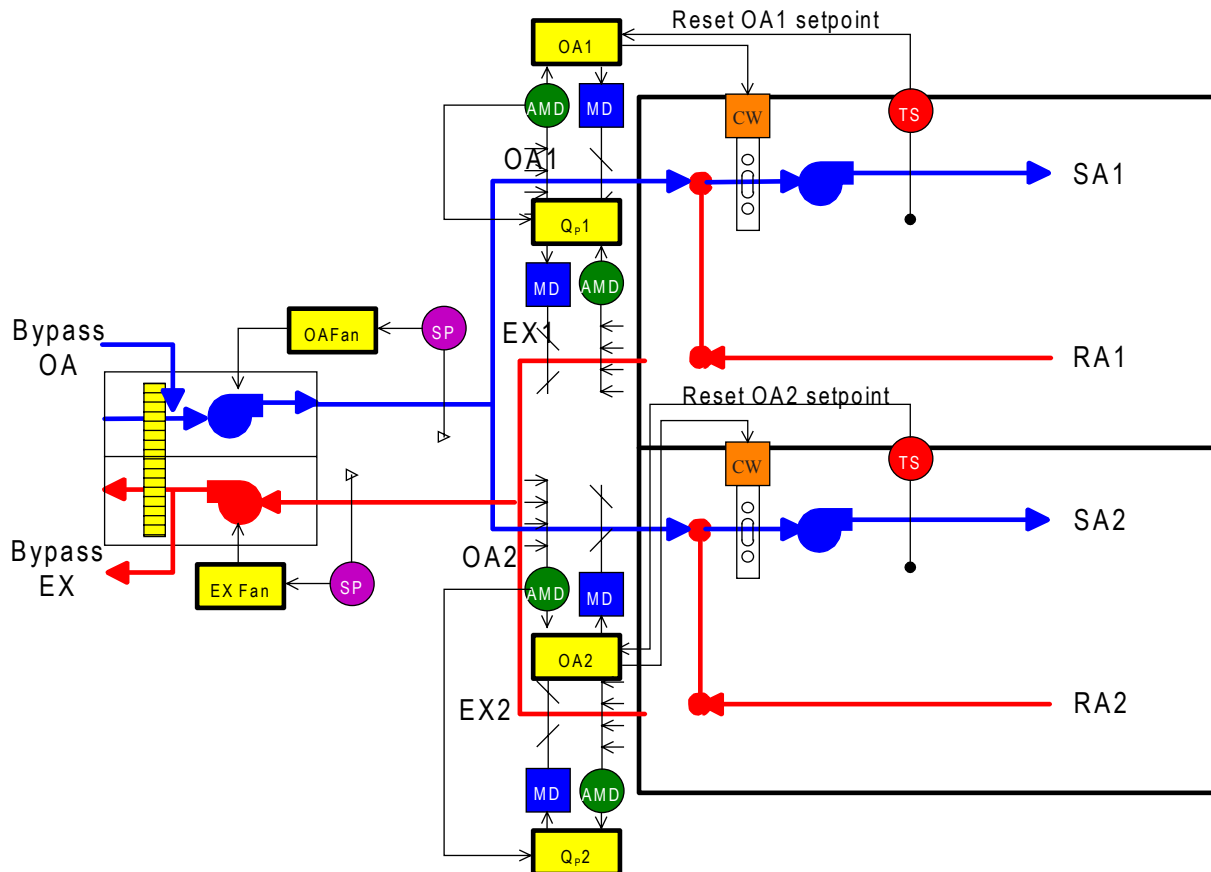 Reset OA1 setpoint
OA1
AMD
MD
CW
TS
OA1
SA1
QP1
MD
AMD
EX1
OAFan
SP
Bypass
OA
RA1
Reset OA2 setpoint
CW
TS
SA2
OA2
Bypass
EX
EX Fan
SP
AMD
MD
OA2
EX2
RA2
MD
AMD
QP2